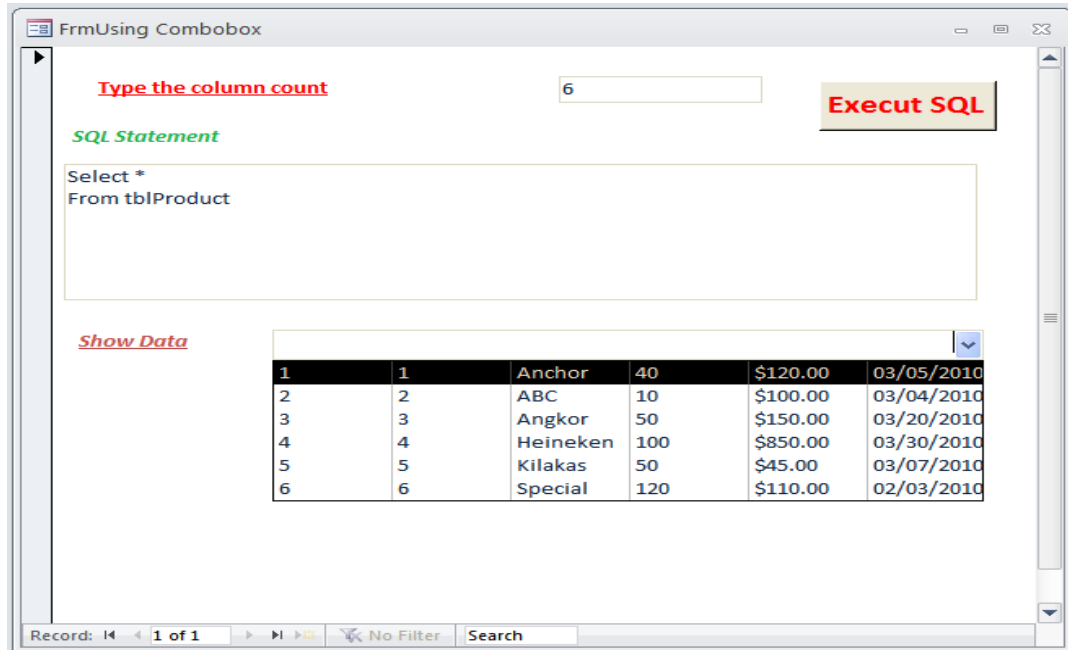 FrmUsing Combobox
Type the column count
6
Execut SQL
SQL Statement
Select *
From tblProduct
Show Data
1 1 Anchor 40 $120.00 03/05/2010
2 2 ABC 10 $100.00 03/04/2010
3 3 Angkor 50 $150.00 03/20/2010
4 4 Heineken 100 $850.00 03/30/2010
5 5 Kilakas 50 $45.00 03/07/2010
6 6 Special 120 $110.00 02/03/2010
Record: 1 of 1 No Filter Search